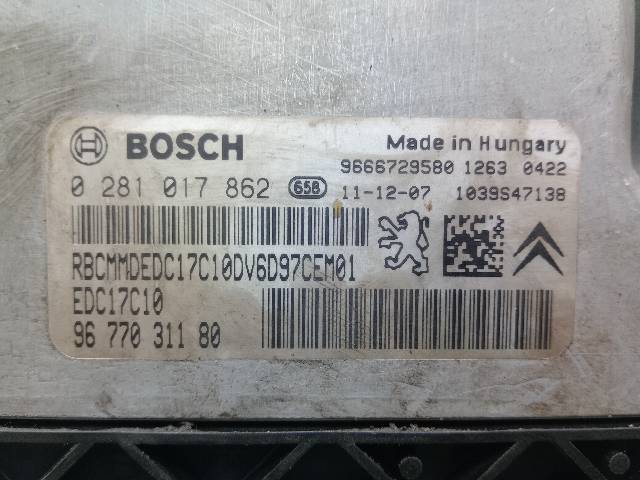 BOSCH
Made in Hungary
9666729580 1263 0422
0 281 017 862 656 11-12-07 1039S47138
RBCMMDEDC17C10DV6D97CEM01
EDC17C10
96 770 311 80